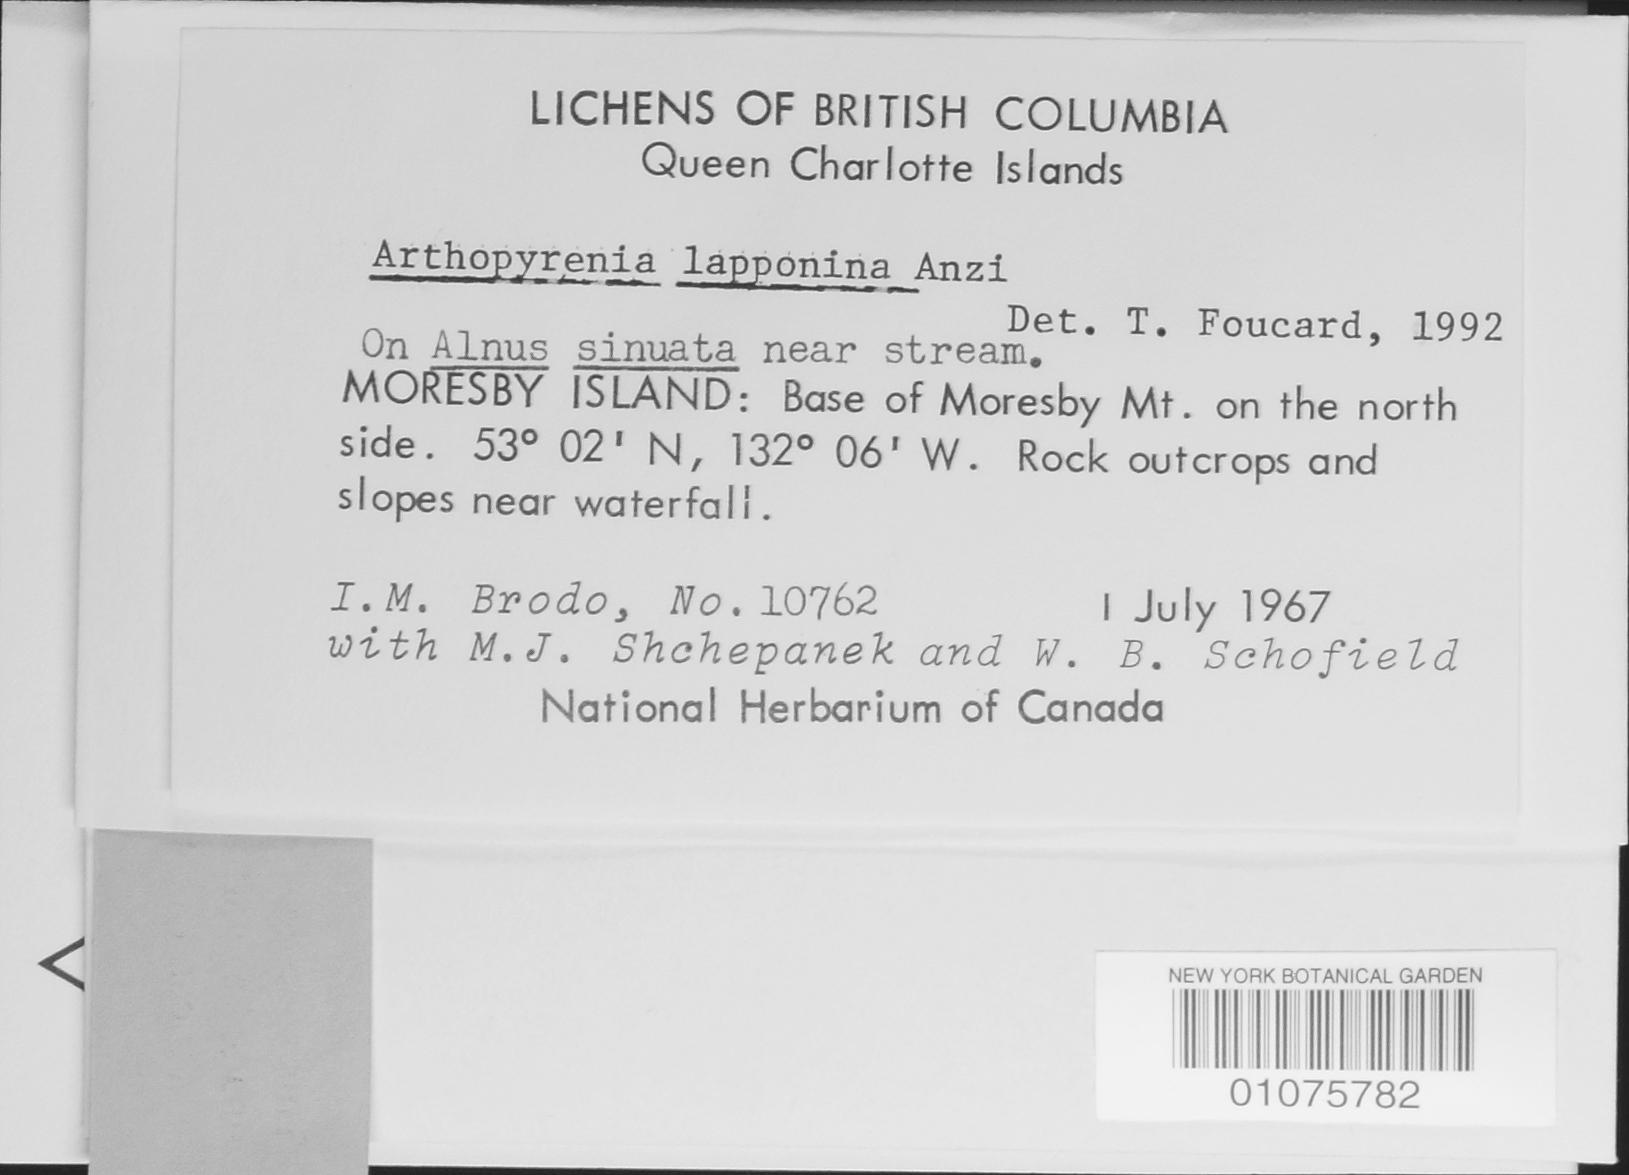 LICHENS OF BRITISH COLUMBIA
Queen Charlotte Islands
Arthopyrenia lapponina Anzi
Det. T. Foucard, 1992
On Alnus sinuata near stream.
MORESBY ISLAND: Base of Moresby Mt. on the north
side. 53° 02' N, 132° 06' W. Rock outcrops and
slopes near waterfall.
I.M. Brodo, No. 10762 1 July 1967
with M.J. Shchepanek and W. B. Schofield
National Herbarium of Canada
NEW YORK BOTANICAL GARDEN
01075782